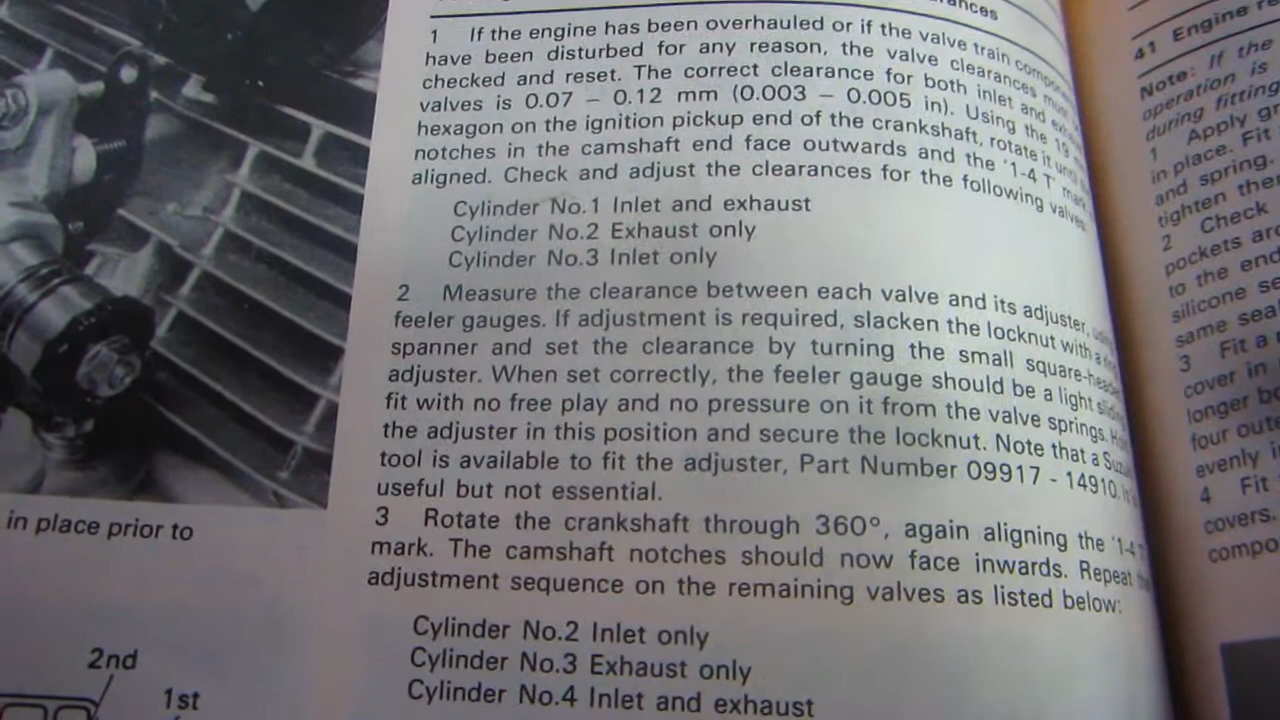 1 If the engine has been overhauled or if the valve train
have been disturbed for any reason, the valve clearances
checked and reset. The correct clearance for both inlet and
valves is 0.07 – 0.12 mm (0.003 – 0.005 in). Using the 19
hexagon on the ignition pickup end of the crankshaft, rotate it until
notches in the camshaft end face outwards and the '1-4 T' mark
aligned. Check and adjust the clearances for the following valves
Cylinder No.1 Inlet and exhaust
Cylinder No.2 Exhaust only
Cylinder No.3 Inlet only
2 Measure the clearance between each valve and its adjuster,
feeler gauges. If adjustment is required, slacken the locknut with a
spanner and set the clearance by turning the small
adjuster. When set correctly, the feeler gauge should be a light
fit with no free play and no pressure on it from the valve springs.
the adjuster in this position and secure the locknut. Note that a
tool is available to fit the adjuster, Part Number 09917 - 14910.
useful but not essential.
3 Rotate the crankshaft through 360°, again aligning the '1-4
mark. The camshaft notches should now face inwards. Repeat
adjustment sequence on the remaining valves as listed below:
Cylinder No.2 Inlet only
Cylinder No.3 Exhaust only
Cylinder No.4 Inlet and exhaust
in place prior to
2nd
1st
41 Engine
Note: If the
operation is
during fitting
1 Apply
in place. Fit
and spring.
tighten
2 Check
pockets
to the end
silicone
same
3 Fit a
cover in
longer
four
evenly
4 Fit
covers.